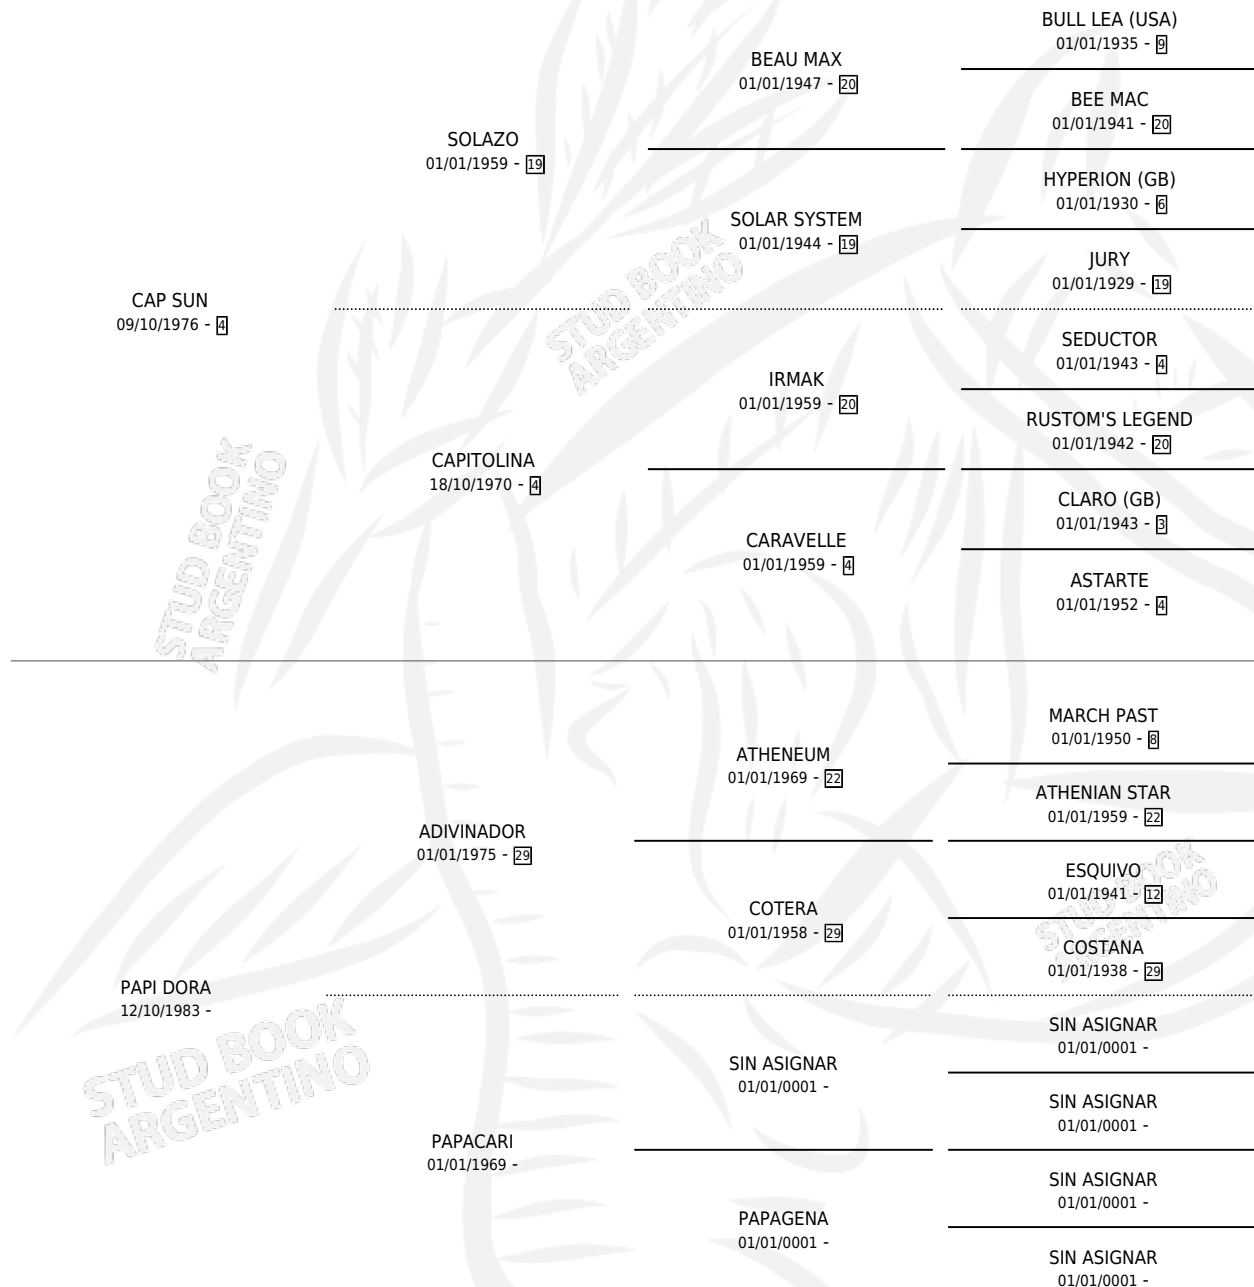 BULL LEA (USA)
01/01/1935 - 9
BEAU MAX
01/01/1947 - 20
BEE MAC
01/01/1941 - 20
SOLAZO
01/01/1959 - 19
HYPERION (GB)
01/01/1930 - 6
SOLAR SYSTEM
01/01/1944 - 19
JURY
01/01/1929 - 19
CAP SUN
09/10/1976 - 4
SEDUCTOR
01/01/1943 - 4
IRMAK
01/01/1959 - 20
RUSTOM'S LEGEND
01/01/1942 - 20
CAPITOLINA
18/10/1970 - 4
CLARO (GB)
01/01/1943 - 3
CARAVELLE
01/01/1959 - 4
ASTARTE
01/01/1952 - 4
MARCH PAST
01/01/1950 - 8
ATHENEUM
01/01/1969 - 22
ATHENIAN STAR
01/01/1959 - 22
ADIVINADOR
01/01/1975 - 29
ESQUIVO
01/01/1941 - 12
COTERA
01/01/1958 - 29
COSTANA
01/01/1938 - 29
PAPI DORA
12/10/1983 -
SIN ASIGNAR
01/01/0001 -
SIN ASIGNAR
01/01/0001 -
SIN ASIGNAR
01/01/0001 -
PAPACARI
01/01/1969 -
SIN ASIGNAR
01/01/0001 -
PAPAGENA
01/01/0001 -
SIN ASIGNAR
01/01/0001 -
STUD BOOK
ARGENTINO
STUD BOOK
ARGENTINO
STUD BOOK
ARGENTINO
STUD BOOK
ARGENTINO